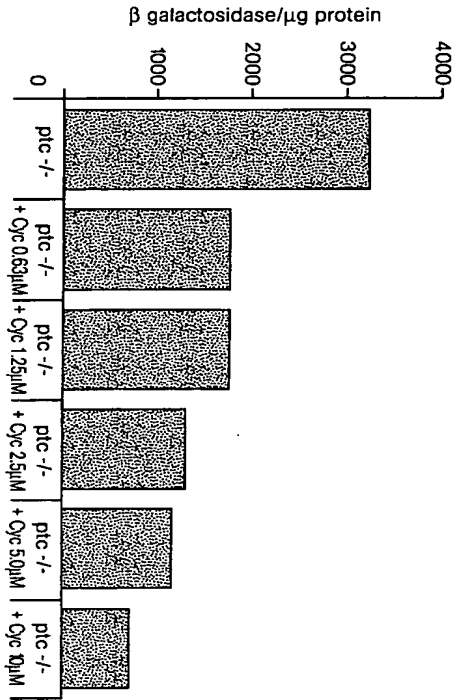 β galactosidase/μg protein
4000
3000
2000
1000
0
ptc -/-
ptc -/-
+ Cyc 0.63μM
ptc -/-
+ Cyc 1.25μM
ptc -/-
+ Cyc 2.5μM
ptc -/-
+ Cyc 5.0μM
ptc -/-
+ Cyc 10μM